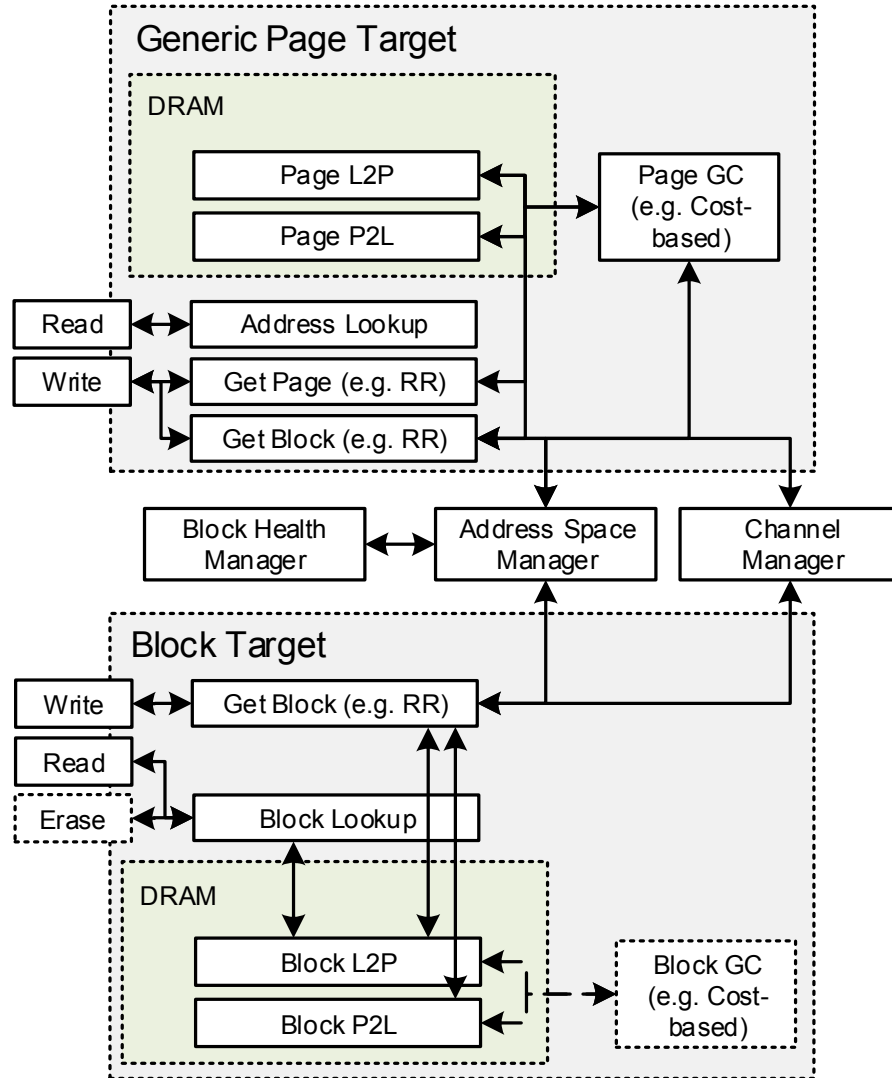 Generic Page Target
DRAM
Page L2P
Page P2L
Page GC
(e.g. Cost-
based)
Read
Address Lookup
Write
Get Page (e.g. RR)
Get Block (e.g. RR)
Block Health
Manager
Address Space
Manager
Channel
Manager
Block Target
Write
Get Block (e.g. RR)
Read
Erase
Block Lookup
DRAM
Block L2P
Block P2L
Block GC
(e.g. Cost-
based)